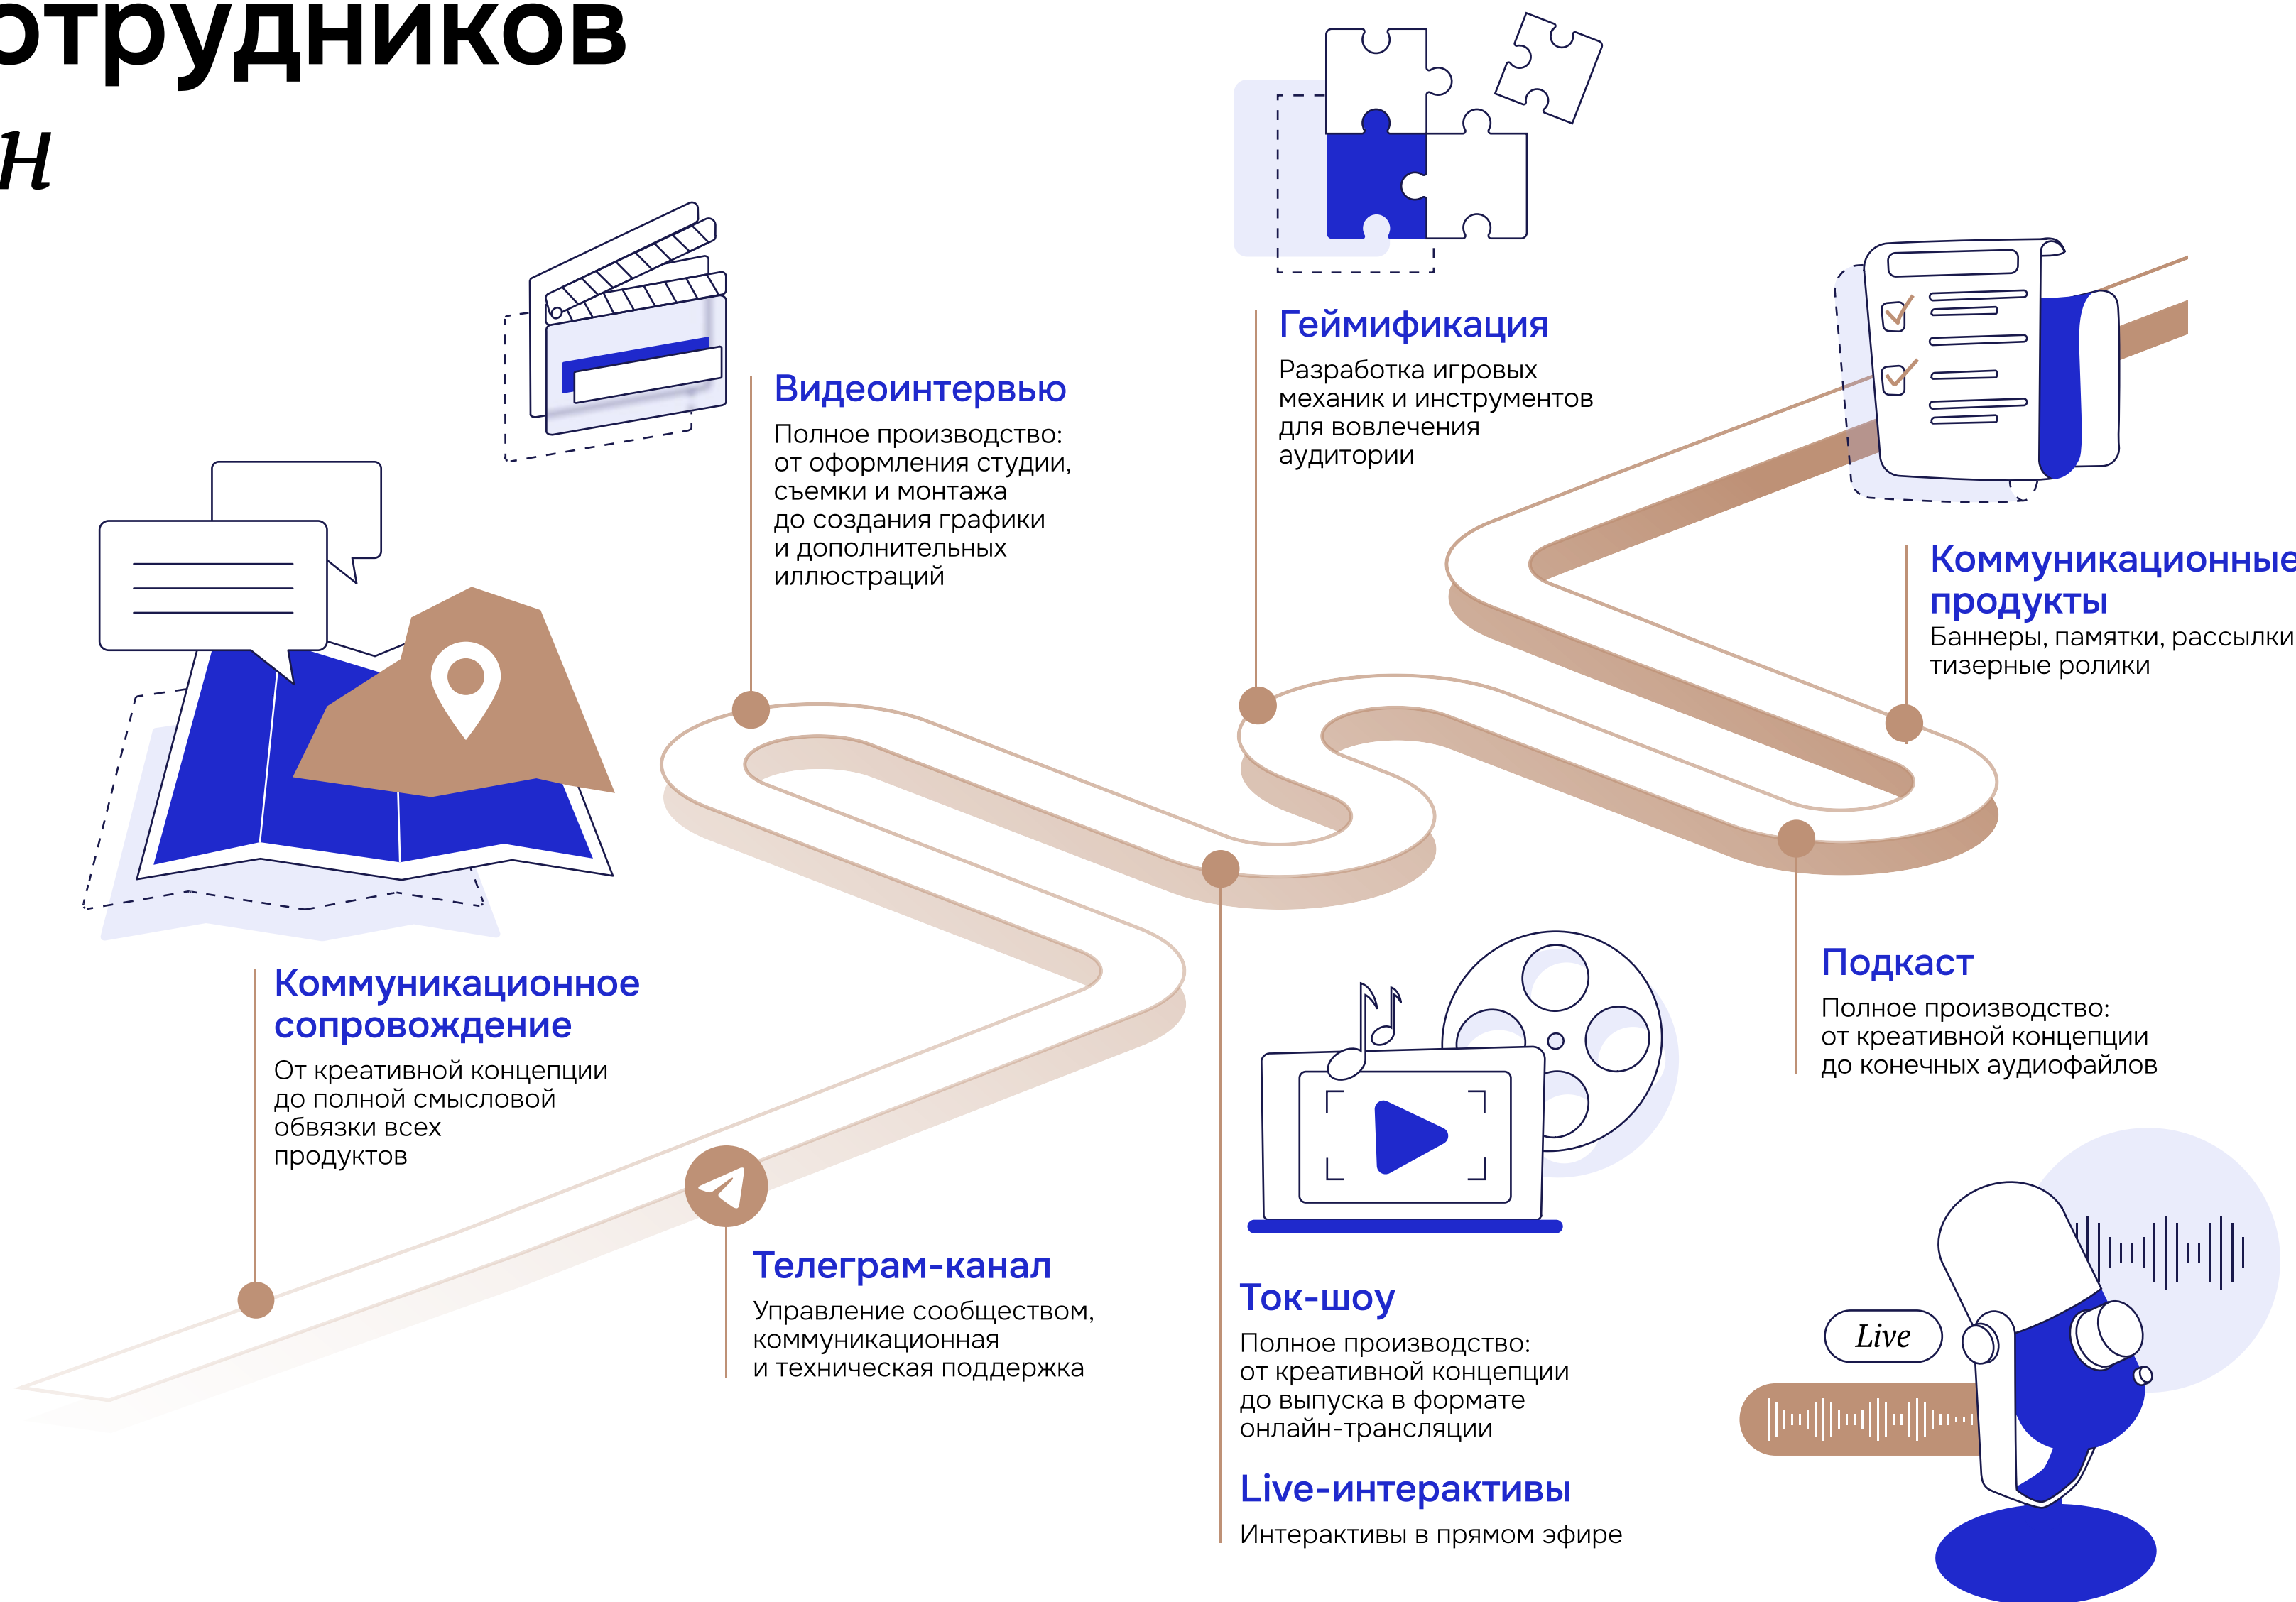 отрудников
н
Видеоинтервью
Полное производство:
от оформления студии,
съемки и монтажа
до создания графики
и дополнительных
иллюстраций
Геймификация
Разработка игровых
механик и инструментов
для вовлечения
аудитории
Коммуникационные
продукты
Баннеры, памятки, рассылки
тизерные ролики
Коммуникационное
сопровождение
От креативной концепции
до полной смысловой
обвязки всех
продуктов
Телеграм-канал
Управление сообществом,
коммуникационная
и техническая поддержка
Ток-шоу
Полное производство:
от креативной концепции
до выпуска в формате
онлайн-трансляции
Live-интерактивы
Интерактивы в прямом эфире
Подкаст
Полное производство:
от креативной концепции
до конечных аудиофайлов
Live